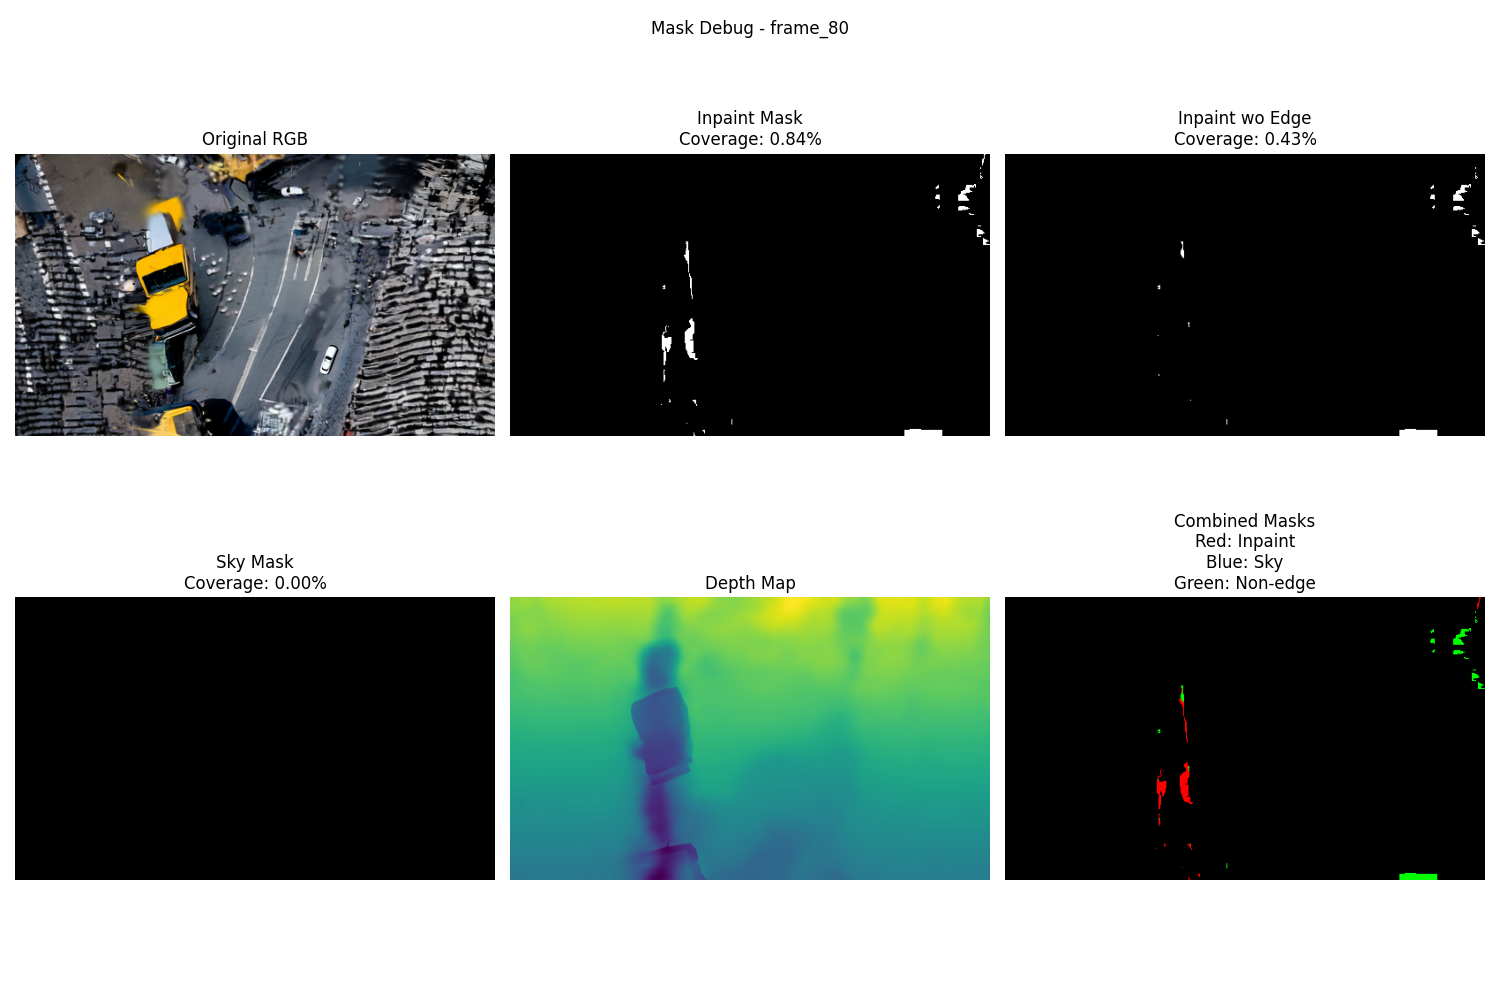 Mask Debug - frame_80
Original RGB
Inpaint Mask
Coverage: 0.84%
Inpaint wo Edge
Coverage: 0.43%
Sky Mask
Coverage: 0.00%
Depth Map
Combined Masks
Red: Inpaint
Blue: Sky
Green: Non-edge